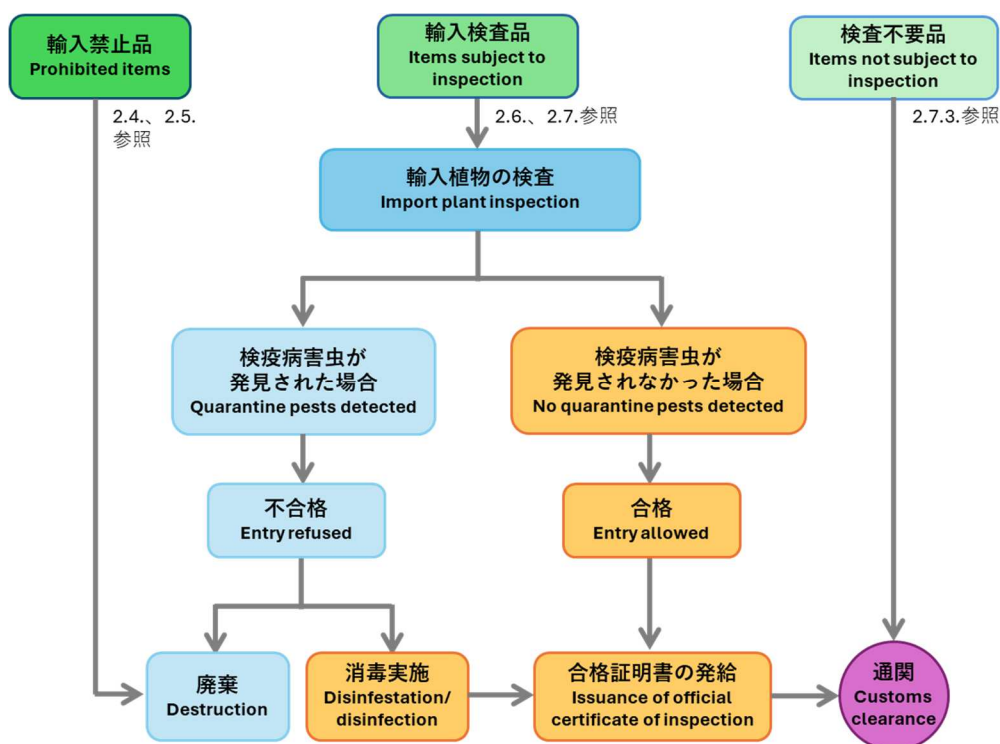 輸入禁止品
Prohibited items
輸入検査品
Items subject to
inspection
検査不要品
Items not subject to
inspection
2.4.、2.5.
参照
2.6.、2.7.参照
2.7.3.参照
輸入植物の検査
Import plant inspection
検疫病害虫が
発見された場合
Quarantine pests detected
検疫病害虫が
発見されなかった場合
No quarantine pests detected
不合格
Entry refused
合格
Entry allowed
廃棄
Destruction
消毒実施
Disinfestation/
disinfection
合格証明書の発給
Issuance of official
certificate of inspection
通関
Customs
clearance